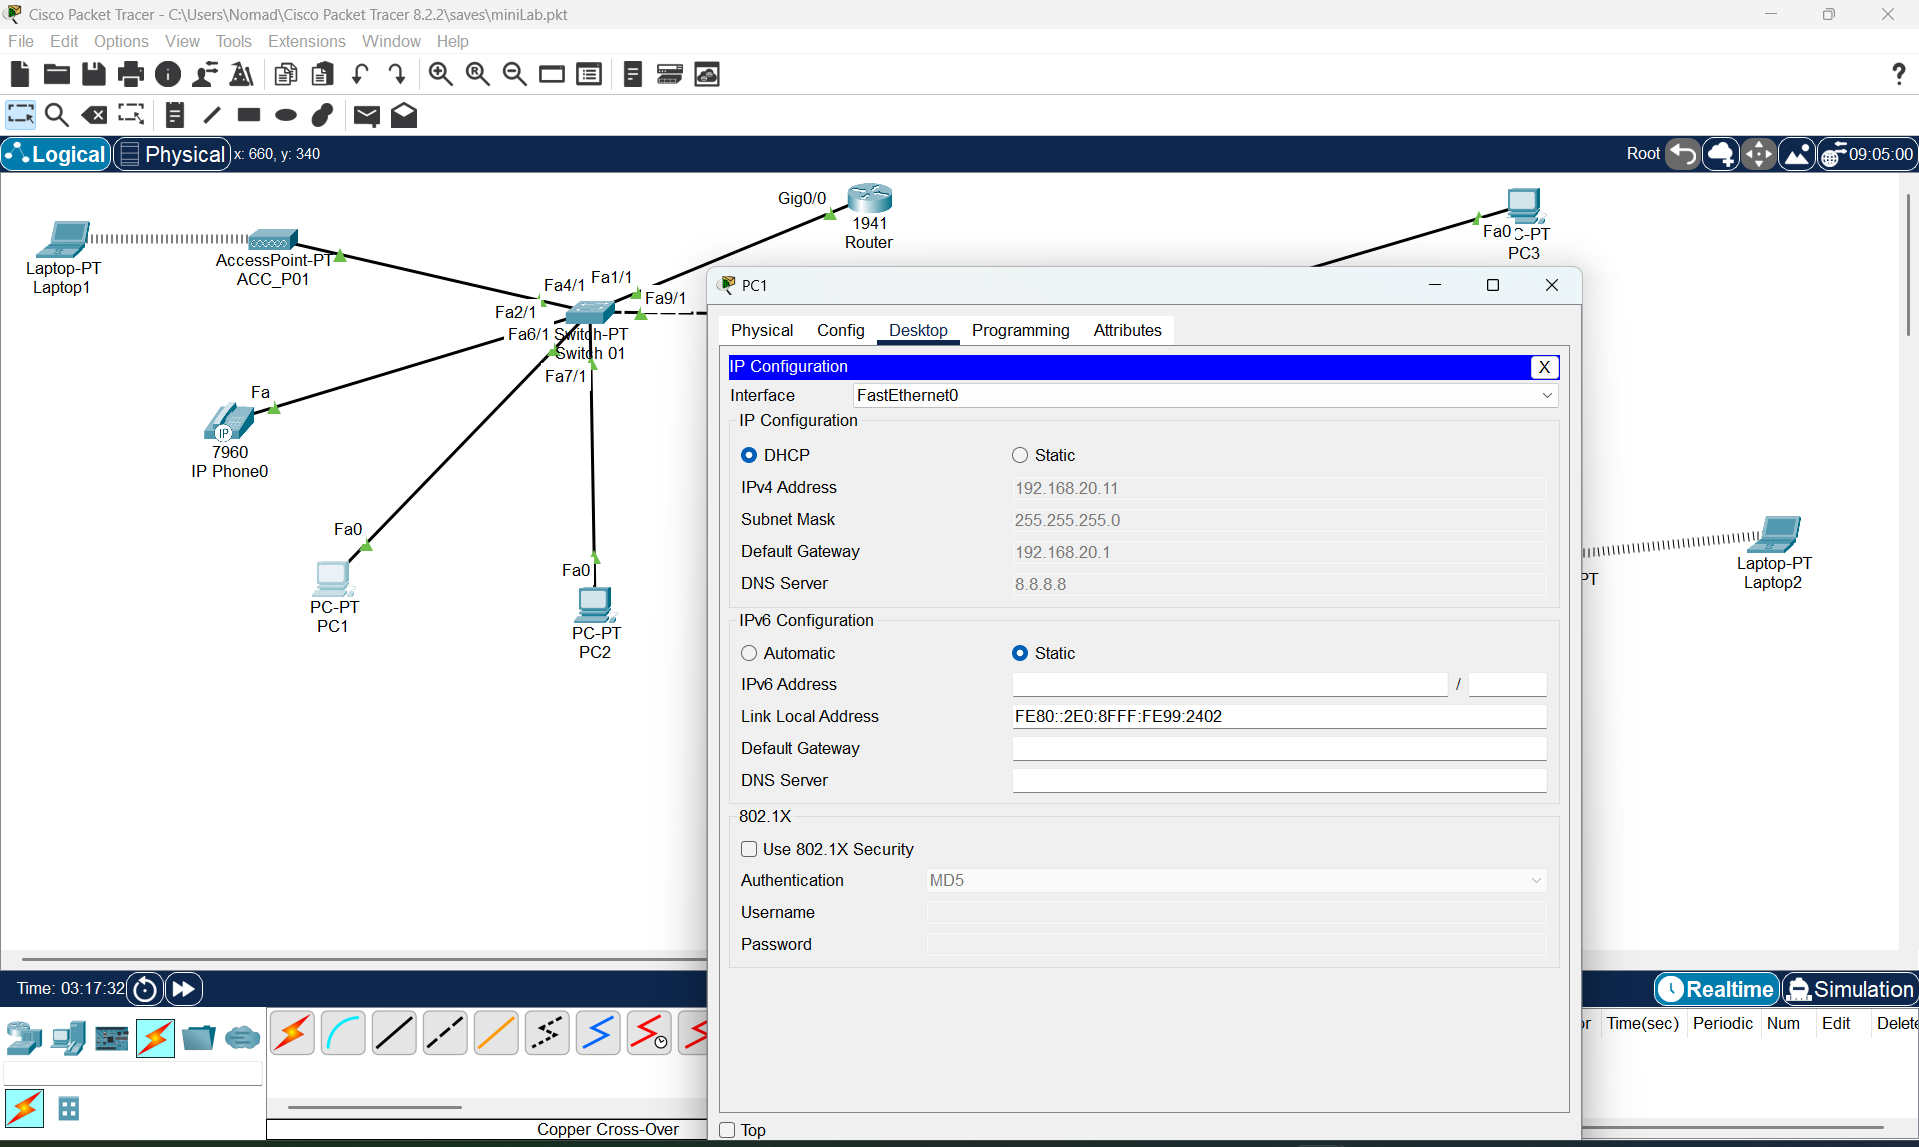 Cisco Packet Tracer - C:\Users\Nomad\Cisco Packet Tracer 8.2.2\saves\miniLab.pkt
File Edit Options View Tools Extensions Window Help
Logical Physical x: 660, y: 340 Root 09:05:00
Gig0/0
1941
Router
Fa0
C-PT
PC3
Laptop-PT
Laptop1
AccessPoint-PT
ACC_P01
Fa4/1 Fa1/1
Fa9/1
Fa2/1
Fa6/1 Switch-PT
Switch 01
Fa7/1
Fa
IP
7960
IP Phone0
Fa0
PC-PT
PC1
Fa0
PC-PT
PC2
PT
Laptop-PT
Laptop2
PC1
Physical Config Desktop Programming Attributes
IP Configuration X
Interface FastEthernet0
IP Configuration
DHCP Static
IPv4 Address 192.168.20.11
Subnet Mask 255.255.255.0
Default Gateway 192.168.20.1
DNS Server 8.8.8.8
IPv6 Configuration
Automatic Static
IPv6 Address /
Link Local Address FE80::2E0:8FFF:FE99:2402
Default Gateway
DNS Server
802.1X
Use 802.1X Security
Authentication MD5
Username
Password
Top
Time: 03:17:32 Realtime Simulation
or Time(sec) Periodic Num Edit Delete
Copper Cross-Over